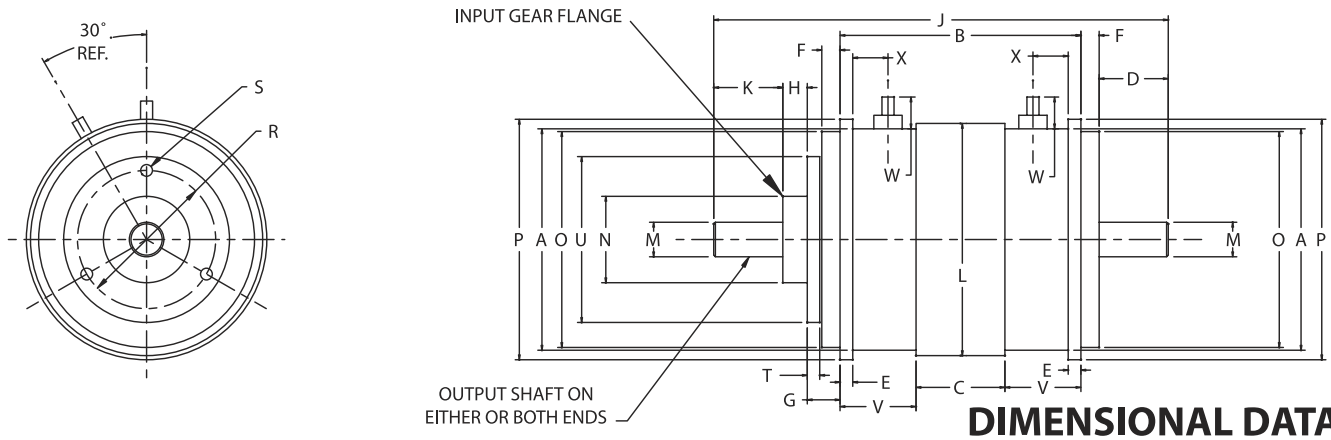 INPUT GEAR FLANGE
J
30°
REF.
B
F
F
X
X
K
H
D
S
R
W
W
P
A
O
U
N
M
L
M
O
A
P
T
E
E
G
V
C
V
OUTPUT SHAFT ON
EITHER OR BOTH ENDS
DIMENSIONAL DATA